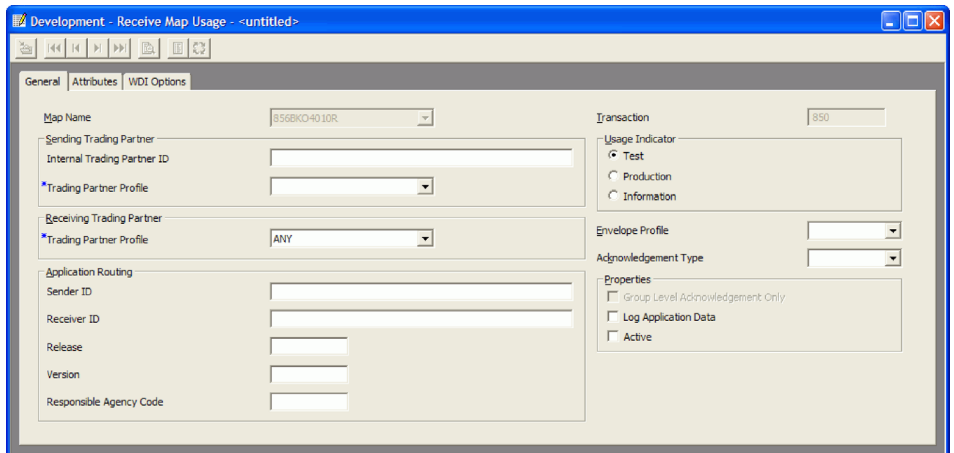 Development - Receive Map Usage - <untitled>
General Attributes WDI Options
Map Name 856BKO4010R
Sending Trading Partner
Internal Trading Partner ID
*Trading Partner Profile
Receiving Trading Partner
*Trading Partner Profile ANY
Application Routing
Sender ID
Receiver ID
Release
Version
Responsible Agency Code
Transaction 850
Usage Indicator
Test
Production
Information
Envelope Profile
Acknowledgement Type
Properties
Group Level Acknowledgement Only
Log Application Data
Active